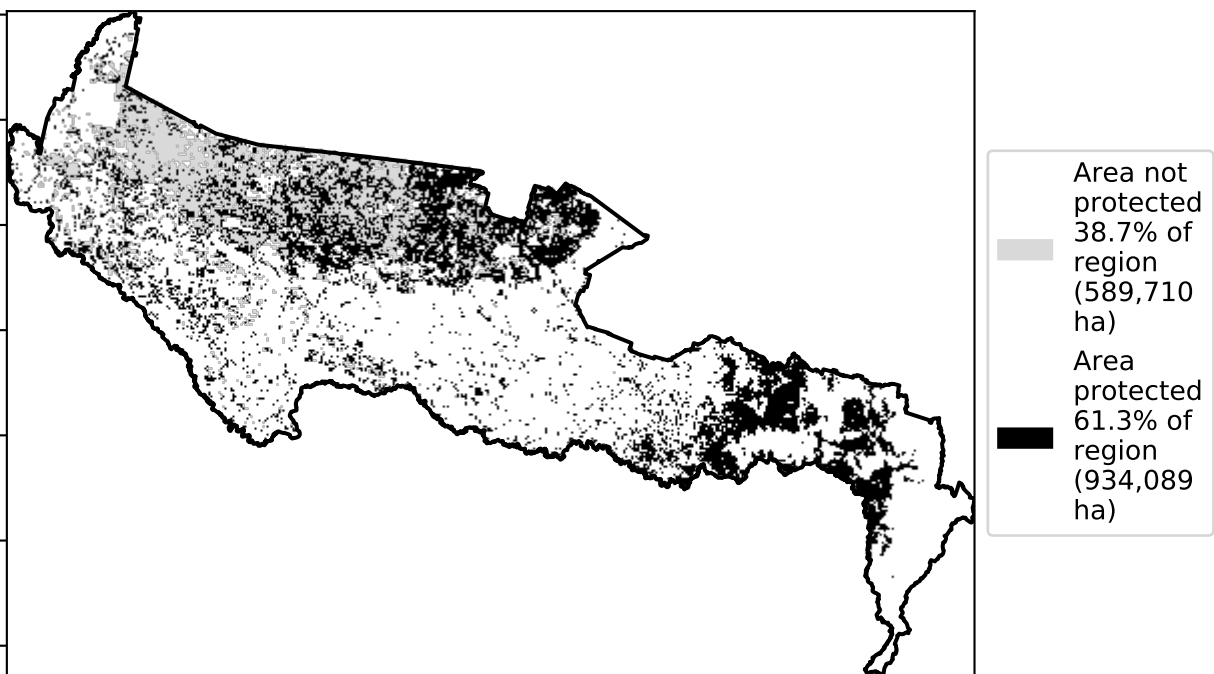 Area not
protected
38.7% of
region
(589,710
ha)
Area
protected
61.3% of
region
(934,089
ha)